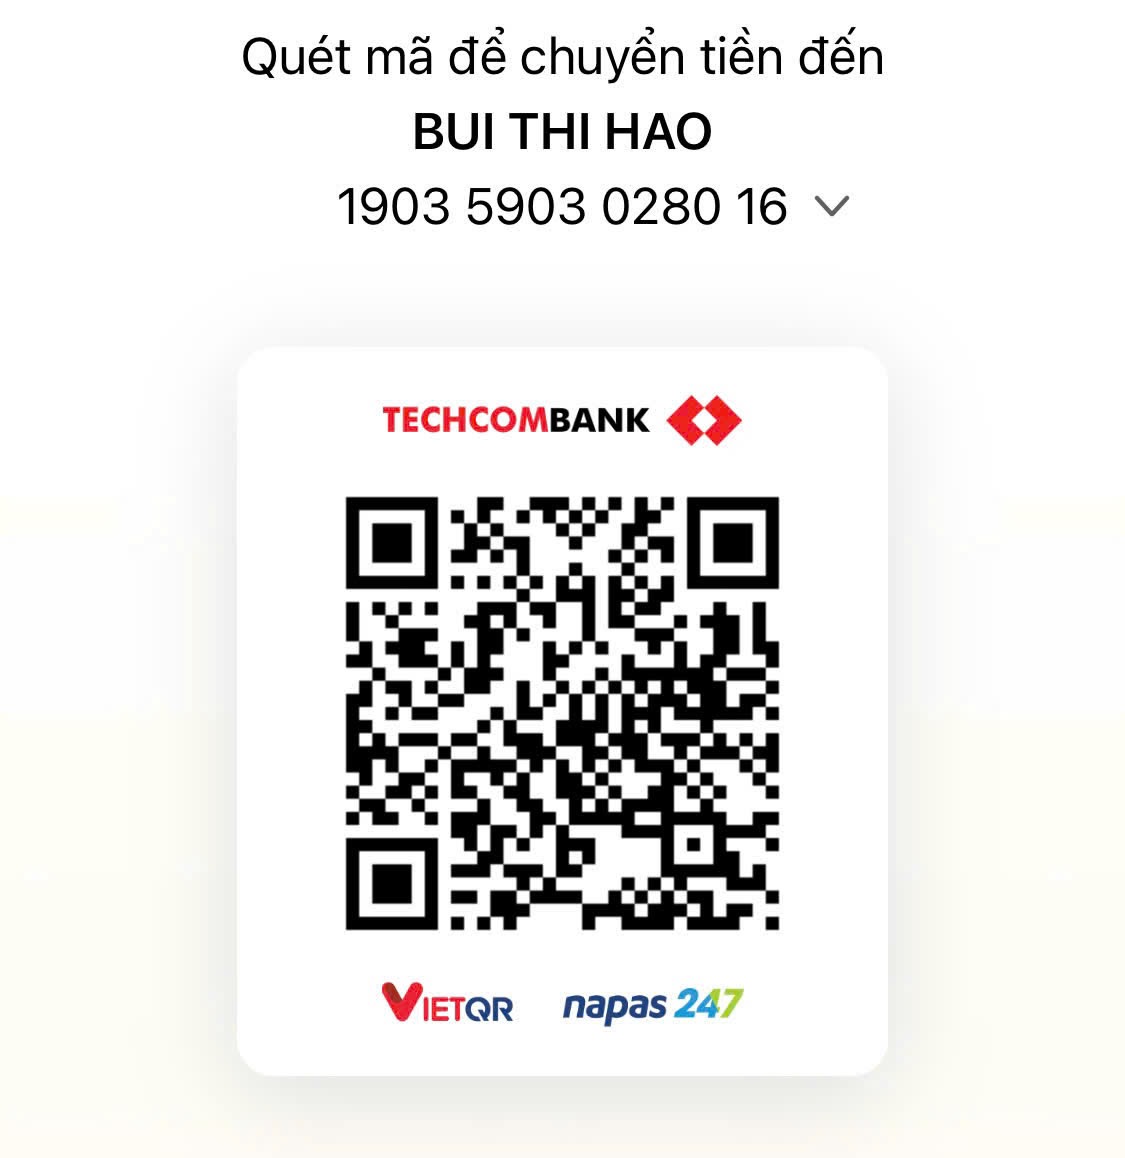 Quét mã để chuyển tiền đến
BUI THI HAO
1903 5903 0280 16
TECHCOMBANK
VIETQR napas 247